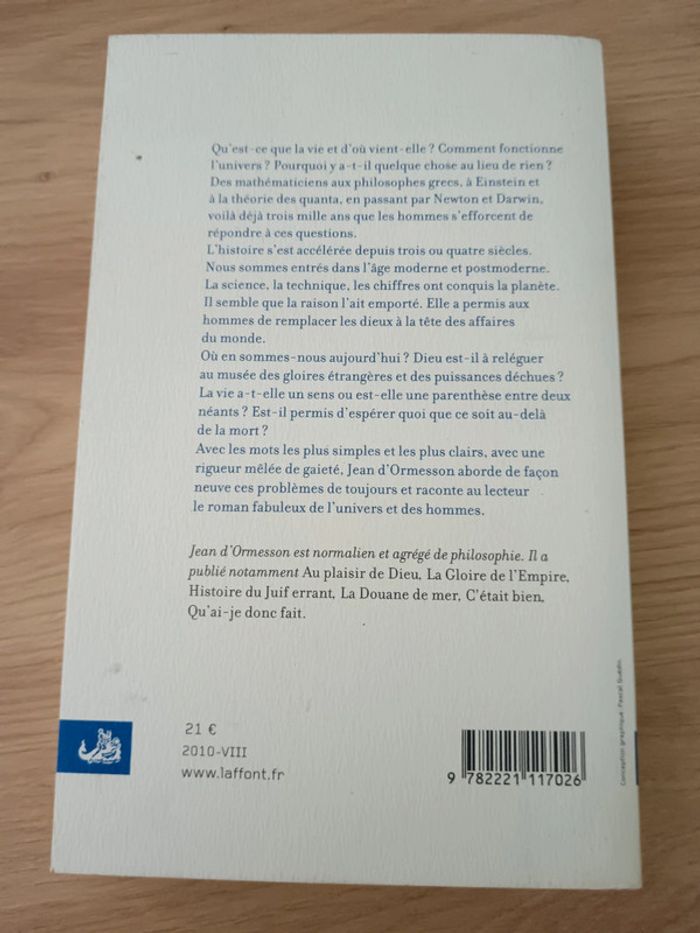 Qu'est-ce que la vie et d'où vient-elle ? Comment fonctionne
l'univers ? Pourquoi y a-t-il quelque chose au lieu de rien ?
Des mathématiciens aux philosophes grecs, à Einstein et
à la théorie des quanta, en passant par Newton et Darwin,
voilà déjà trois mille ans que les hommes s'efforcent de
répondre à ces questions.
L'histoire s'est accélérée depuis trois ou quatre siècles.
Nous sommes entrés dans l'âge moderne et postmoderne.
La science, la technique, les chiffres ont conquis la planète.
Il semble que la raison l'ait emporté. Elle a permis aux
hommes de remplacer les dieux à la tête des affaires
du monde.
Où en sommes-nous aujourd'hui ? Dieu est-il à reléguer
au musée des gloires étrangères et des puissances déchues ?
La vie a-t-elle un sens ou est-elle une parenthèse entre deux
néants ? Est-il permis d'espérer quoi que ce soit au-delà
de la mort ?
Avec les mots les plus simples et les plus clairs, avec une
rigueur mêlée de gaieté, Jean d'Ormesson aborde de façon
neuve ces problèmes de toujours et raconte au lecteur
le roman fabuleux de l'univers et des hommes.
Jean d'Ormesson est normalien et agrégé de philosophie. Il a
publié notamment Au plaisir de Dieu, La Gloire de l'Empire,
Histoire du Juif errant, La Douane de mer, C'était bien,
Qu'ai-je donc fait.
21 €
2010-VIII
www.laffont.fr
9 782221 117026
Conception graphique : Pascal Guédin